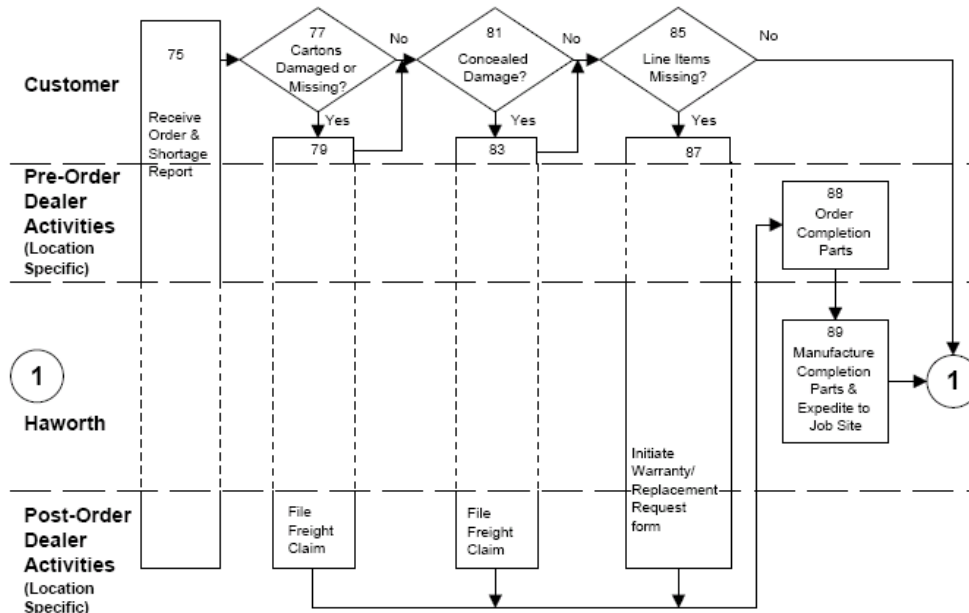 Customer
75
Receive
Order &
Shortage
Report
77
Cartons
Damaged or
Missing?
No
Yes
79
81
Concealed
Damage?
No
Yes
83
85
Line Items
Missing?
No
Yes
87
Pre-Order
Dealer
Activities
(Location
Specific)
88
Order
Completion
Parts
1
Haworth
89
Manufacture
Completion
Parts &
Expedite to
Job Site
1
Initiate
Warranty/
Replacement
Request
form
Post-Order
Dealer
Activities
(Location
Specific)
File
Freight
Claim
File
Freight
Claim